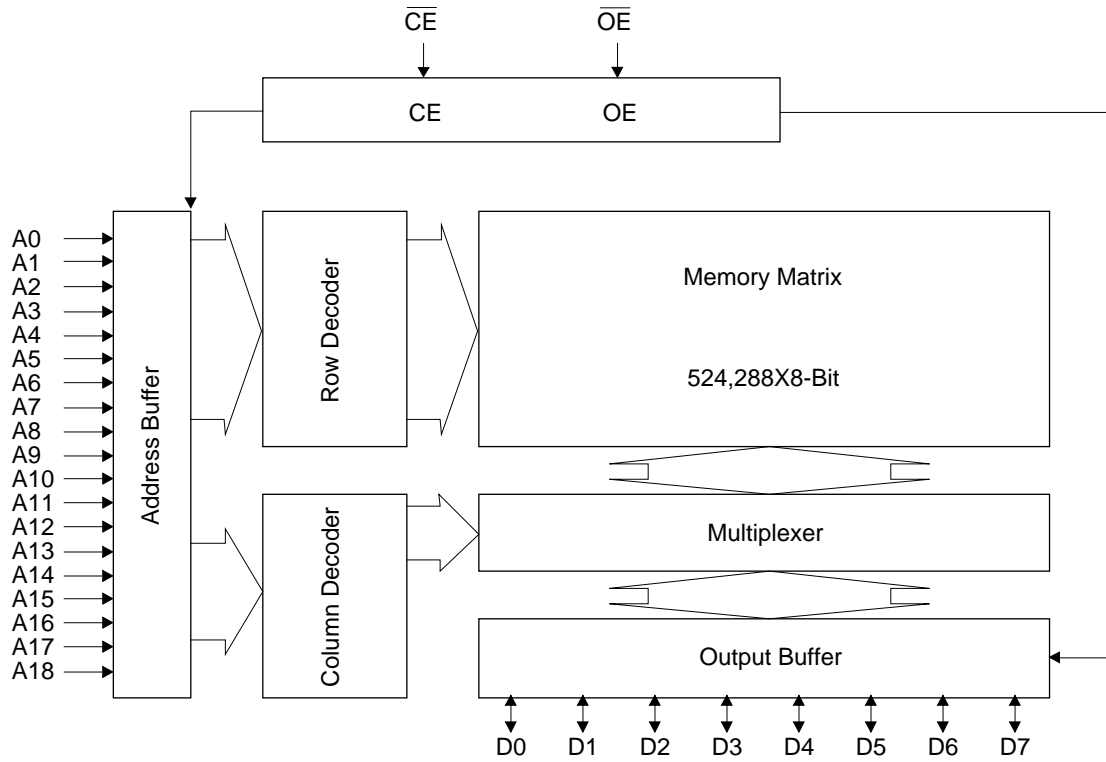 CE OE
CE OE
A0
A1
A2
A3
A4
A5
A6
A7
A8
A9
A10
A11
A12
A13
A14
A15
A16
A17
A18
Address Buffer
Row Decoder
Column Decoder
Memory Matrix
524,288X8-Bit
Multiplexer
Output Buffer
D0 D1 D2 D3 D4 D5 D6 D7